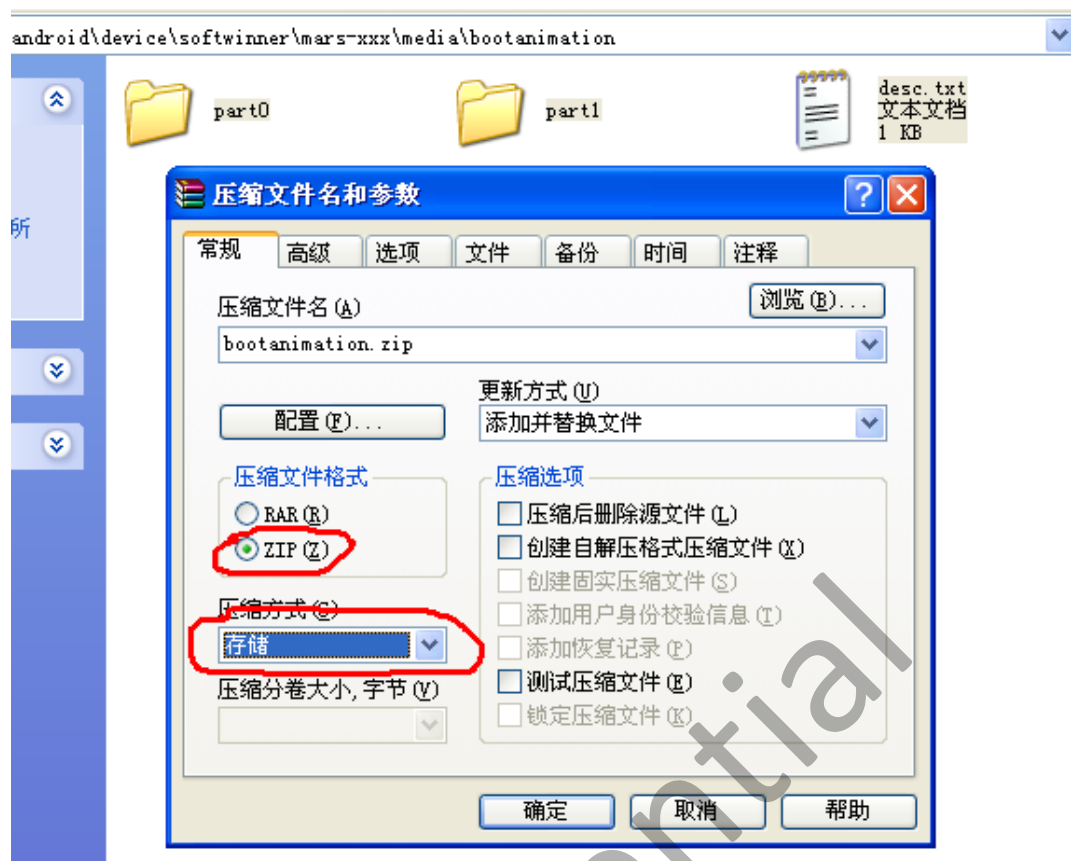 android\device\softwinner\mars-xxx\media\bootanimation
part0
part1
desc.txt
文本文档
1 KB
所
压缩文件名和参数
常规 高级 选项 文件 备份 时间 注释
压缩文件名(A)
浏览(B)...
bootanimation.zip
更新方式(U)
配置(F)...
添加并替换文件
压缩文件格式
RAR(R)
ZIP(Z)
压缩方式(C)
存储
压缩分卷大小,字节(V)
压缩选项
压缩后删除源文件(L)
创建自解压格式压缩文件(X)
创建固实压缩文件(S)
添加用户身份校验信息(I)
添加恢复记录(P)
测试压缩文件(E)
锁定压缩文件(K)
确定 取消 帮助
ential